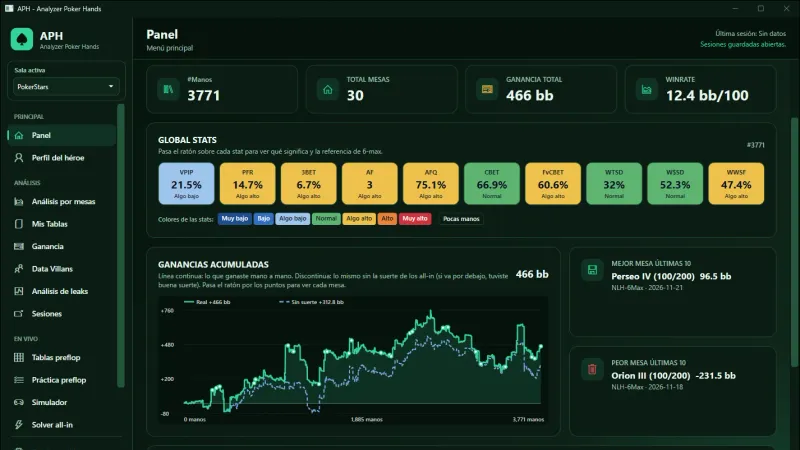 APH - Analyzer Poker Hands
APH
Analyzer Poker Hands
Sala activa
PokerStars
PRINCIPAL
Panel
Perfil del héroe
ANÁLISIS
Análisis por mesas
Mis Tablas
Ganancia
Data Villans
Análisis de leaks
Sesiones
EN VIVO
Tablas preflop
Práctica preflop
Simulador
Solver all-in
Panel
Menú principal
Última sesión: Sin datos
Sesiones guardadas abiertas.
#Manos
3771
TOTAL MESAS
30
GANANCIA TOTAL
466 bb
WINRATE
12.4 bb/100
GLOBAL STATS
Pasa el ratón sobre cada stat para ver qué significa y la referencia de 6-max.
#3771
VPIP
21.5%
Algo bajo
PFR
14.7%
Algo alto
3BET
6.7%
Algo alto
AF
3
Algo alto
AFQ
75.1%
Algo alto
CBET
66.9%
Normal
FvCBET
60.6%
Algo alto
WTSD
32%
Normal
WSSD
52.3%
Normal
WWSF
47.4%
Algo alto
Colores de las stats:
Muy bajo
Bajo
Algo bajo
Normal
Algo alto
Alto
Muy alto
Pocas manos
GANANCIAS ACUMULADAS
Línea continua: lo que ganaste mano a mano. Discontinua: lo mismo sin la suerte de los all-in (si va por debajo, tuviste
buena suerte). Pasa el ratón por los puntos para ver cada mesa.
466 bb
Real +466 bb
Sin suerte +312.8 bb
+760
+480
+200
-80
0 manos
1,885 manos
3,771 manos
MEJOR MESA ÚLTIMAS 10
Perseo IV (100/200) 96.5 bb
NLH-6Max - 2026-11-21
PEOR MESA ÚLTIMAS 10
Orion III (100/200) -231.5 bb
NLH-6Max - 2026-11-18